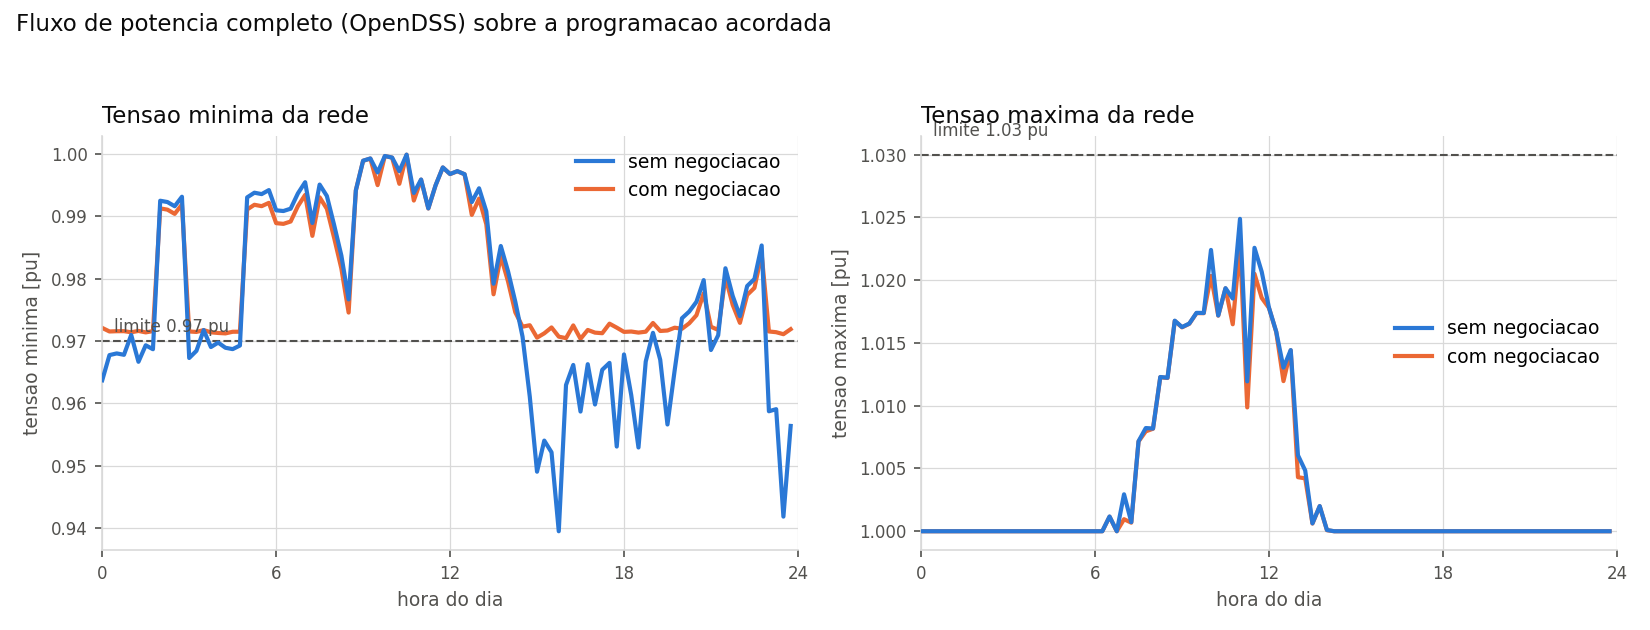 Fluxo de potencia completo (OpenDSS) sobre a programacao acordada
Tensao minima da rede
tensao minima [pu]
1.00
0.99
0.98
0.97
0.96
0.95
0.94
sem negociacao
com negociacao
limite 0.97 pu
0
6
12
18
24
hora do dia
Tensao maxima da rede
limite 1.03 pu
tensao maxima [pu]
1.030
1.025
1.020
1.015
1.010
1.005
1.000
sem negociacao
com negociacao
0
6
12
18
24
hora do dia